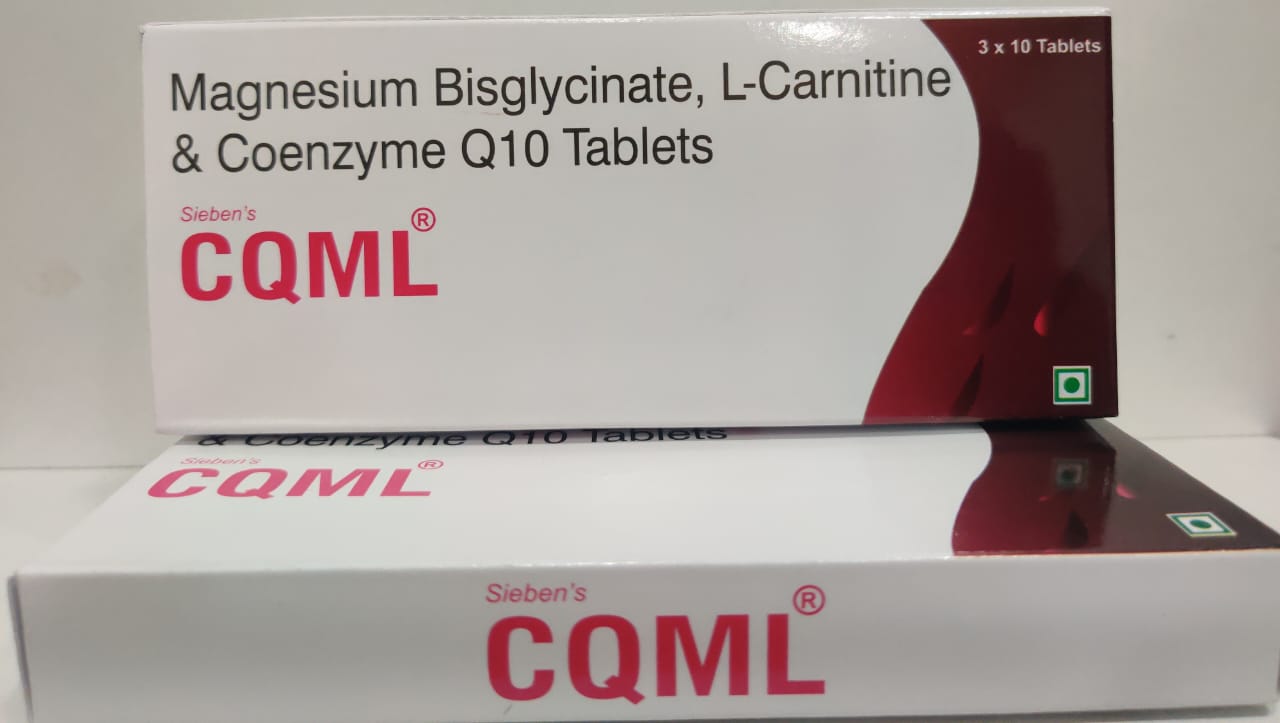 3 x 10 Tablets
Magnesium Bisglycinate, L-Carnitine
& Coenzyme Q10 Tablets
Sieben's
CQML®
& Coenzyme Q10 Tablets
Sieben's
CQML®
Sieben's
CQML®